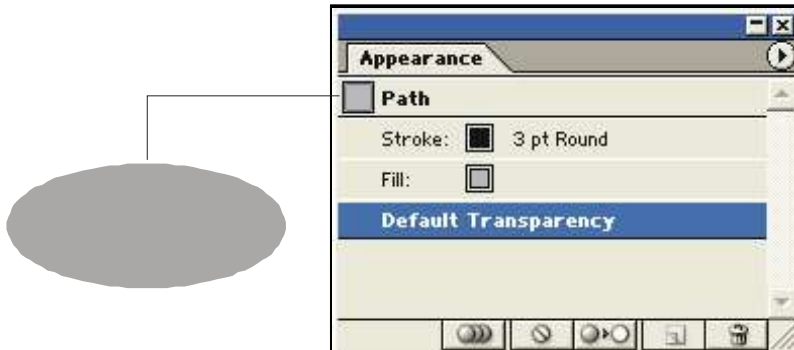 Appearance
Path
Stroke: 3 pt Round
Fill:
Default Transparency